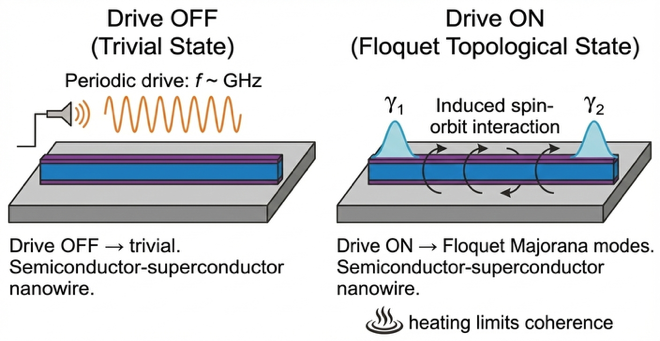 Drive OFF
(Trivial State)
Periodic drive: f ~ GHz
Drive OFF → trivial.
Semiconductor-superconductor
nanowire.
Drive ON
(Floquet Topological State)
γ₁
Induced spin-
orbit interaction
γ₂
Drive ON → Floquet Majorana modes.
Semiconductor-superconductor
nanowire.
heating limits coherence